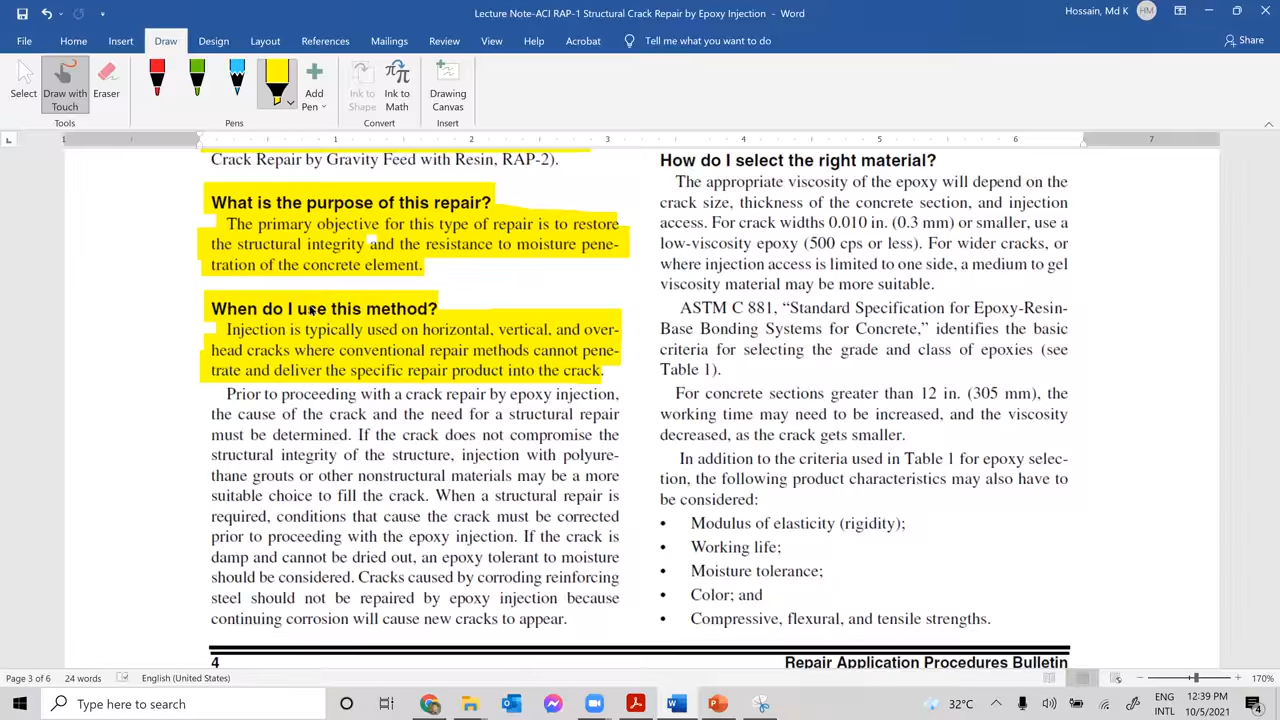 Lecture Note-ACI RAP-1 Structural Crack Repair by Epoxy Injection - Word
Hossain, Md K
HM
File
Home
Insert
Draw
Design
Layout
References
Mailings
Review
View
Help
Acrobat
Tell me what you want to do
Share
Select
Draw with Touch
Eraser
Add Pen
Ink to Shape
Ink to Math
Drawing Canvas
Tools
Pens
Convert
Insert
1
1
2
3
4
5
6
7
Crack Repair by Gravity Feed with Resin, RAP-2).
What is the purpose of this repair?
The primary objective for this type of repair is to restore
the structural integrity and the resistance to moisture pene-
tration of the concrete element.
When do I use this method?
Injection is typically used on horizontal, vertical, and over-
head cracks where conventional repair methods cannot pene-
trate and deliver the specific repair product into the crack.
Prior to proceeding with a crack repair by epoxy injection,
the cause of the crack and the need for a structural repair
must be determined. If the crack does not compromise the
structural integrity of the structure, injection with polyure-
thane grouts or other nonstructural materials may be a more
suitable choice to fill the crack. When a structural repair is
required, conditions that cause the crack must be corrected
prior to proceeding with the epoxy injection. If the crack is
damp and cannot be dried out, an epoxy tolerant to moisture
should be considered. Cracks caused by corroding reinforcing
steel should not be repaired by epoxy injection because
continuing corrosion will cause new cracks to appear.
How do I select the right material?
The appropriate viscosity of the epoxy will depend on the
crack size, thickness of the concrete section, and injection
access. For crack widths 0.010 in. (0.3 mm) or smaller, use a
low-viscosity epoxy (500 cps or less). For wider cracks, or
where injection access is limited to one side, a medium to gel
viscosity material may be more suitable.
ASTM C 881, “Standard Specification for Epoxy-Resin-
Base Bonding Systems for Concrete,” identifies the basic
criteria for selecting the grade and class of epoxies (see
Table 1).
For concrete sections greater than 12 in. (305 mm), the
working time may need to be increased, and the viscosity
decreased, as the crack gets smaller.
In addition to the criteria used in Table 1 for epoxy selec-
tion, the following product characteristics may also have to
be considered:
• Modulus of elasticity (rigidity);
• Working life;
• Moisture tolerance;
• Color; and
• Compressive, flexural, and tensile strengths.
4
Repair Application Procedures Bulletin
Page 3 of 6
24 words
English (United States)
170%
Type here to search
32°C
ENG
INTL
12:39 PM
10/5/2021
4